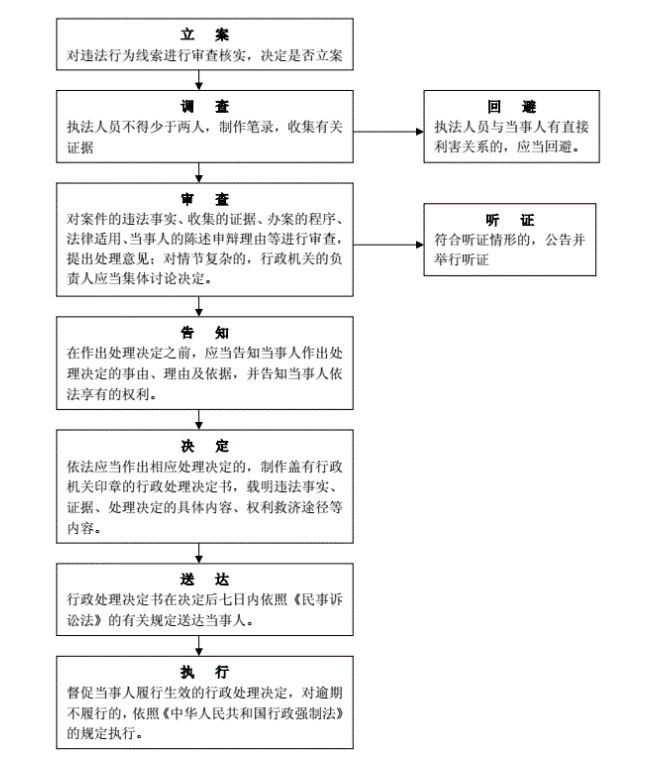 立 案
对违法行为线索进行审查核实，决定是否立案
调 查
执法人员不得少于两人，制作笔录，收集有关
证据
回 避
执法人员与当事人有直接
利害关系的，应当回避。
审 查
对案件的违法事实、收集的证据、办案的程序、
法律适用、当事人的陈述申辩理由等进行审查，
提出处理意见；对情节复杂的，行政机关的负
责人应当集体讨论决定。
听 证
符合听证情形的，公告并
举行听证
告 知
在作出处理决定之前，应当告知当事人作出处
理决定的事由、理由及依据，并告知当事人依
法享有的权利。
决 定
依法应当作出相应处理决定的，制作盖有行政
机关印章的行政处理决定书，载明违法事实、
证据、处理决定的具体内容、权利救济途径等
内容。
送 达
行政处理决定书在决定后七日内依照《民事诉
讼法》的有关规定送达当事人。
执 行
督促当事人履行生效的行政处理决定，对逾期
不履行的，依照《中华人民共和国行政强制法》
的规定执行。